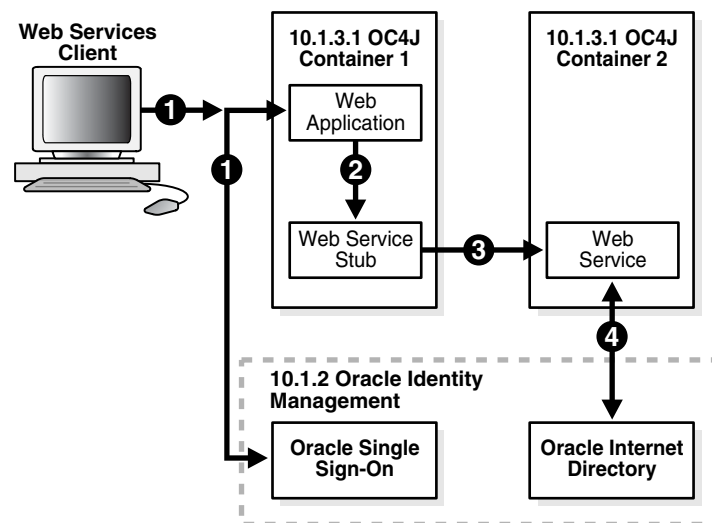 Web Services
Client
10.1.3.1 OC4J
Container 1
10.1.3.1 OC4J
Container 2
1
Web
Application
1
2
Web Service
Stub
3
Web
Service
4
10.1.2 Oracle Identity
Management
Oracle Single
Sign-On
Oracle Internet
Directory